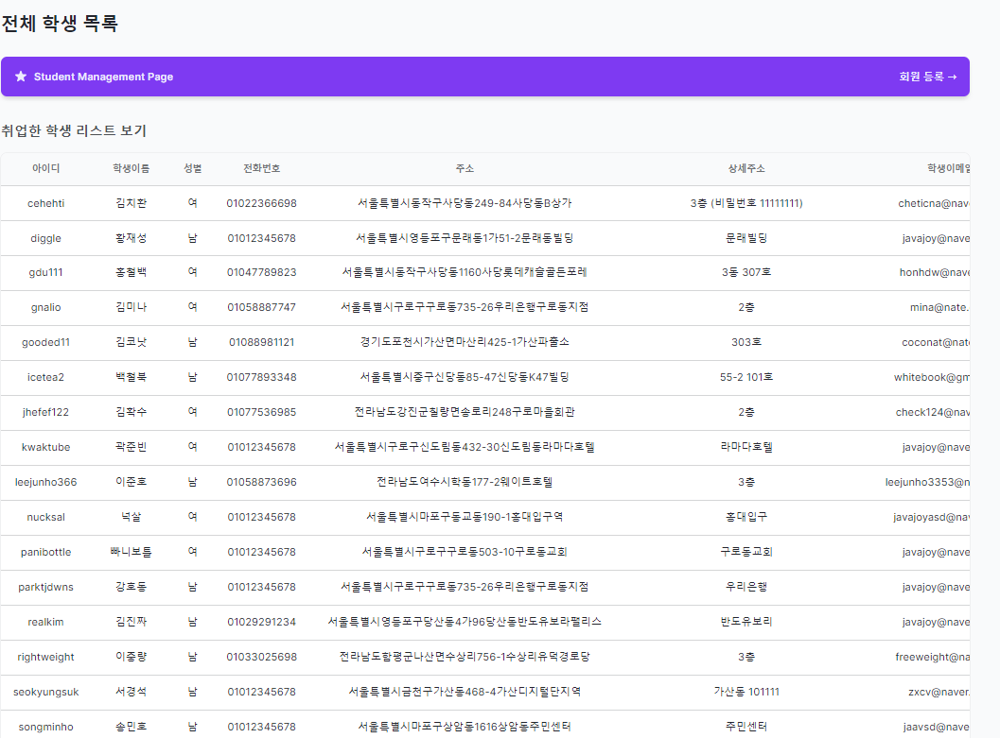 전체 학생 목록
★ Student Management Page 회원 등록 →
취업한 학생 리스트 보기
아이디 학생이름 성별 전화번호 주소 상세주소 학생이메일
cehehti 김치환 여 01022366698 서울특별시동작구사당동249-84사당동B상가 3층 (비밀번호 11111111) cheticna@nav
diggle 황재성 남 01012345678 서울특별시영등포구문래동1가51-2문래동빌딩 문래빌딩 javajoy@nave
gdu111 홍철백 여 01047789823 서울특별시동작구사당동1160사당롯데캐슬골든포레 3동 307호 honhdw@nave
gnalio 김미나 여 01058887747 서울특별시구로구구로동735-26우리은행구로동지점 2층 mina@nate.
gooded11 김코낫 남 01088981121 경기도포천시가산면마산리425-1가산파출소 303호 coconat@nat
icetea2 백철북 남 01077893348 서울특별시중구신당동85-47신당동K47빌딩 55-2 101호 whitebook@gm
jhefef122 김확수 여 01077536985 전라남도강진군칠량면송로리248구로마을회관 2층 check124@nav
kwaktube 곽준빈 여 01012345678 서울특별시구로구신도림동432-30신도림동라마다호텔 라마다호텔 javajoy@nave
leejunho366 이준호 남 01058873696 전라남도여수시학동177-2웨이트호텔 3층 leejunho3353@n
nucksal 넉살 여 01012345678 서울특별시마포구동교동190-1홍대입구역 홍대입구 javajoyasd@nav
panibottle 빠니보틀 여 01012345678 서울특별시구로구구로동503-10구로동교회 구로동교회 javajoy@nave
parktjdwns 강호동 남 01012345678 서울특별시구로구구로동735-26우리은행구로동지점 우리은행 javajoy@nave
realkim 김진짜 남 01029291234 서울특별시영등포구당산동4가96당산동반도유보라팰리스 반도유보리 javajoy@nave
rightweight 이중량 남 01033025698 전라남도함평군나산면수상리756-1수상리유덕경로당 3층 freeweight@na
seokyungsuk 서경석 남 01012345678 서울특별시금천구가산동468-4가산디지털단지역 가산동 101111 zxcv@naver.
songminho 송민호 남 01012345678 서울특별시마포구상암동1616상암동주민센터 주민센터 jaavsd@nave